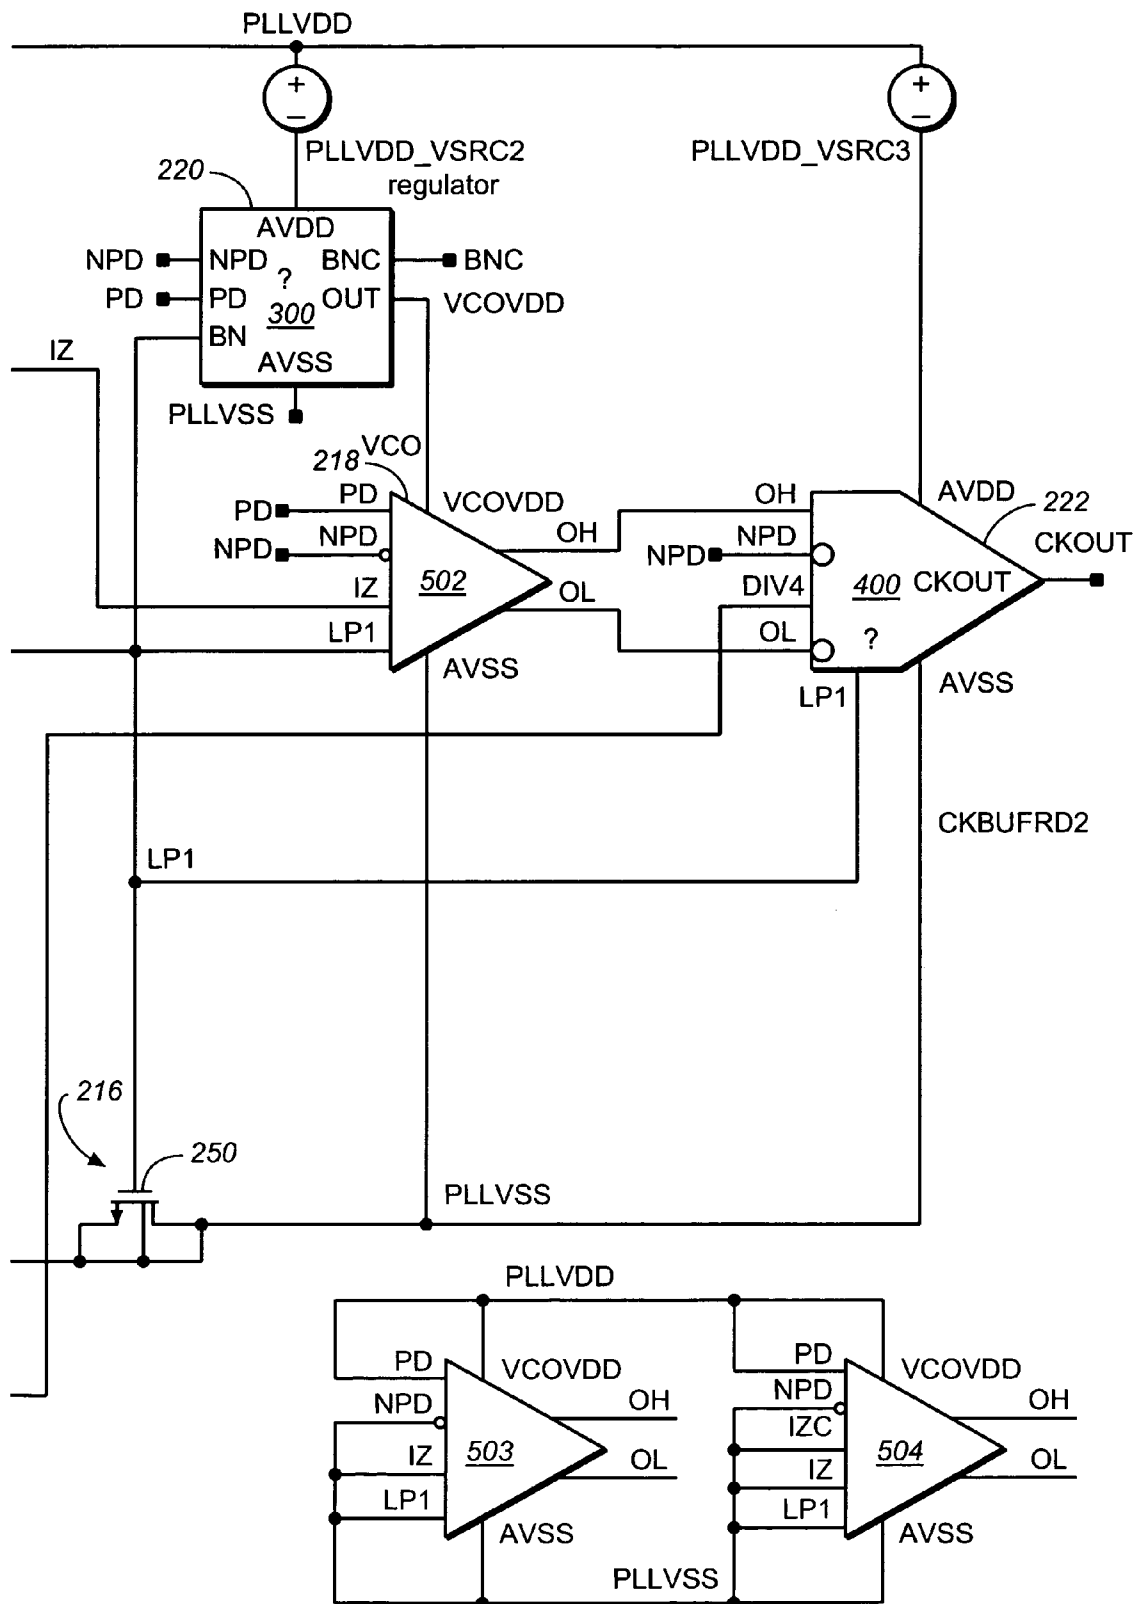 PLLVDD
+
−
+
−
PLLVDD_VSRC2
PLLVDD_VSRC3
220
regulator
AVDD
NPD
NPD
BNC
BNC
?
PD
PD
300
OUT
VCOVDD
BN
IZ
AVSS
PLLVSS
VCO
218
PD
PD
VCOVDD
OH
AVDD
222
NPD
NPD
OH
NPD
NPD
CKOUT
IZ
502
OL
DIV4
400
CKOUT
LP1
OL
?
AVSS
LP1
AVSS
CKBUFRD2
LP1
216
250
PLLVSS
PLLVDD
PD
VCOVDD
PD
VCOVDD
NPD
OH
NPD
OH
IZC
IZ
503
OL
IZ
504
OL
LP1
LP1
AVSS
AVSS
PLLVSS